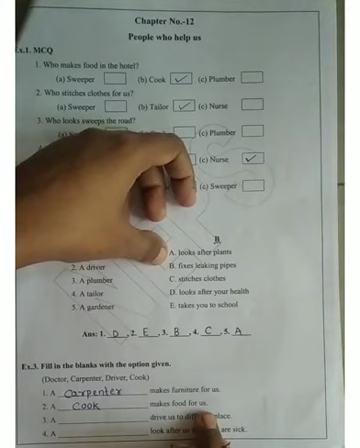 Chapter No.-12
People who help us
Ex.1. MCQ
1. Who makes food in the hotel?
(a) Sweeper (b) Cook ✓ (c) Plumber
2. Who stitches clothes for us?
(a) Sweeper (b) Tailor ✓ (c) Nurse
3. Who looks sweeps the road?
(c) Plumber
(c) Nurse ✓
(c) Sweeper
B
A. looks after plants
2. A driver B. fixes leaking pipes
3. A plumber C. stitches clothes
4. A tailor D. looks after your health
5. A gardener E. takes you to school
Ans: 1. D, 2. E, 3. B, 4. C, 5. A
Ex.3. Fill in the blanks with the option given.
(Doctor, Carpenter, Driver, Cook)
1. A Carpenter makes furniture for us.
2. A Cook makes food for us.
3. A drive us to place.
4. A look after us are sick.